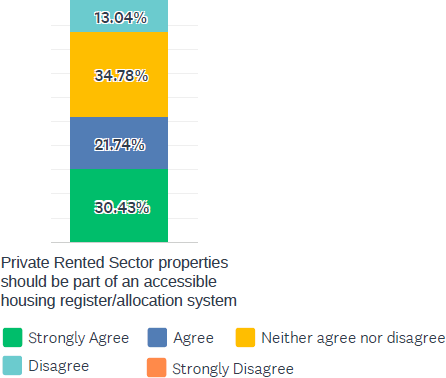 13.04%
34.78%
21.74%
30.43%
Private Rented Sector properties
should be part of an accessible
housing register/allocation system
Strongly Agree Agree Neither agree nor disagree
Disagree Strongly Disagree